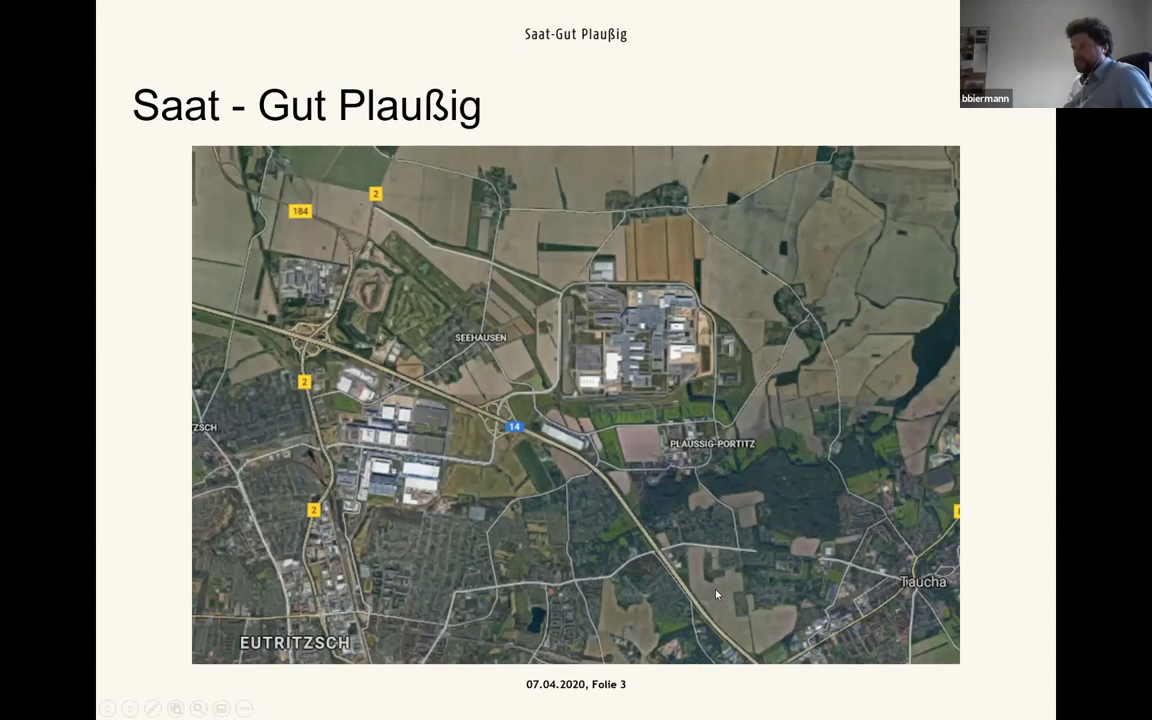 Saat-Gut Plaußig
bbiermann
Saat - Gut Plaußig
2
184
SEEHAUSEN
2
14
TZSCH
PLAUSSIG-PORTITZ
2
Taucha
EUTRITZSCH
07.04.2020, Folie 3